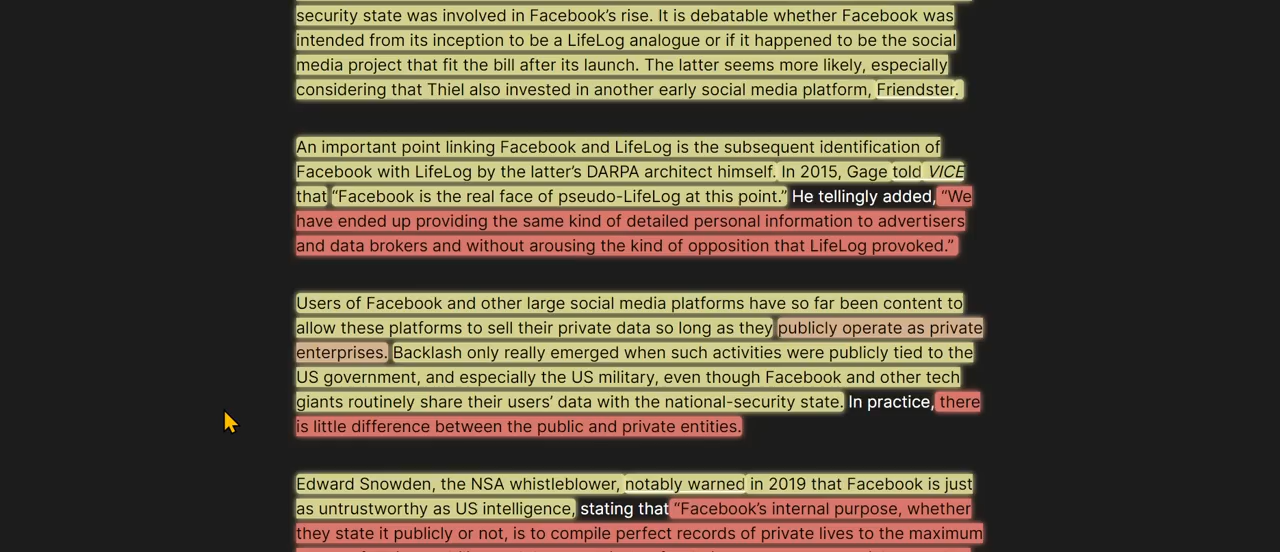 security state was involved in Facebook’s rise. It is debatable whether Facebook was
intended from its inception to be a LifeLog analogue or if it happened to be the social
media project that fit the bill after its launch. The latter seems more likely, especially
considering that Thiel also invested in another early social media platform, Friendster.
An important point linking Facebook and LifeLog is the subsequent identification of
Facebook with LifeLog by the latter’s DARPA architect himself. In 2015, Gage told VICE
that “Facebook is the real face of pseudo-LifeLog at this point.” He tellingly added, “We
have ended up providing the same kind of detailed personal information to advertisers
and data brokers and without arousing the kind of opposition that LifeLog provoked.”
Users of Facebook and other large social media platforms have so far been content to
allow these platforms to sell their private data so long as they publicly operate as private
enterprises. Backlash only really emerged when such activities were publicly tied to the
US government, and especially the US military, even though Facebook and other tech
giants routinely share their users’ data with the national-security state. In practice, there
is little difference between the public and private entities.
Edward Snowden, the NSA whistleblower, notably warned in 2019 that Facebook is just
as untrustworthy as US intelligence, stating that “Facebook’s internal purpose, whether
they state it publicly or not, is to compile perfect records of private lives to the maximum